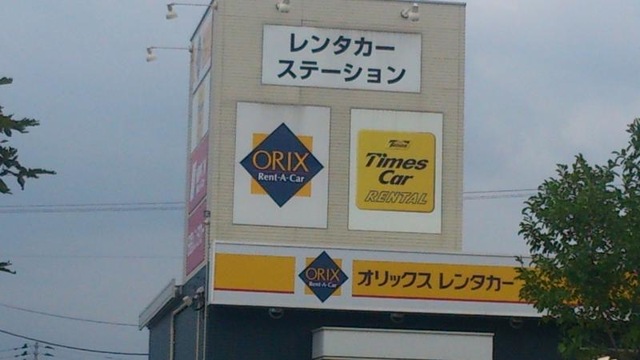 レンタカー
ステーション
ORIX
Rent-A-Car
Times
Car
RENTAL
ORIX
Rent-A-Car
オリックス レンタカー